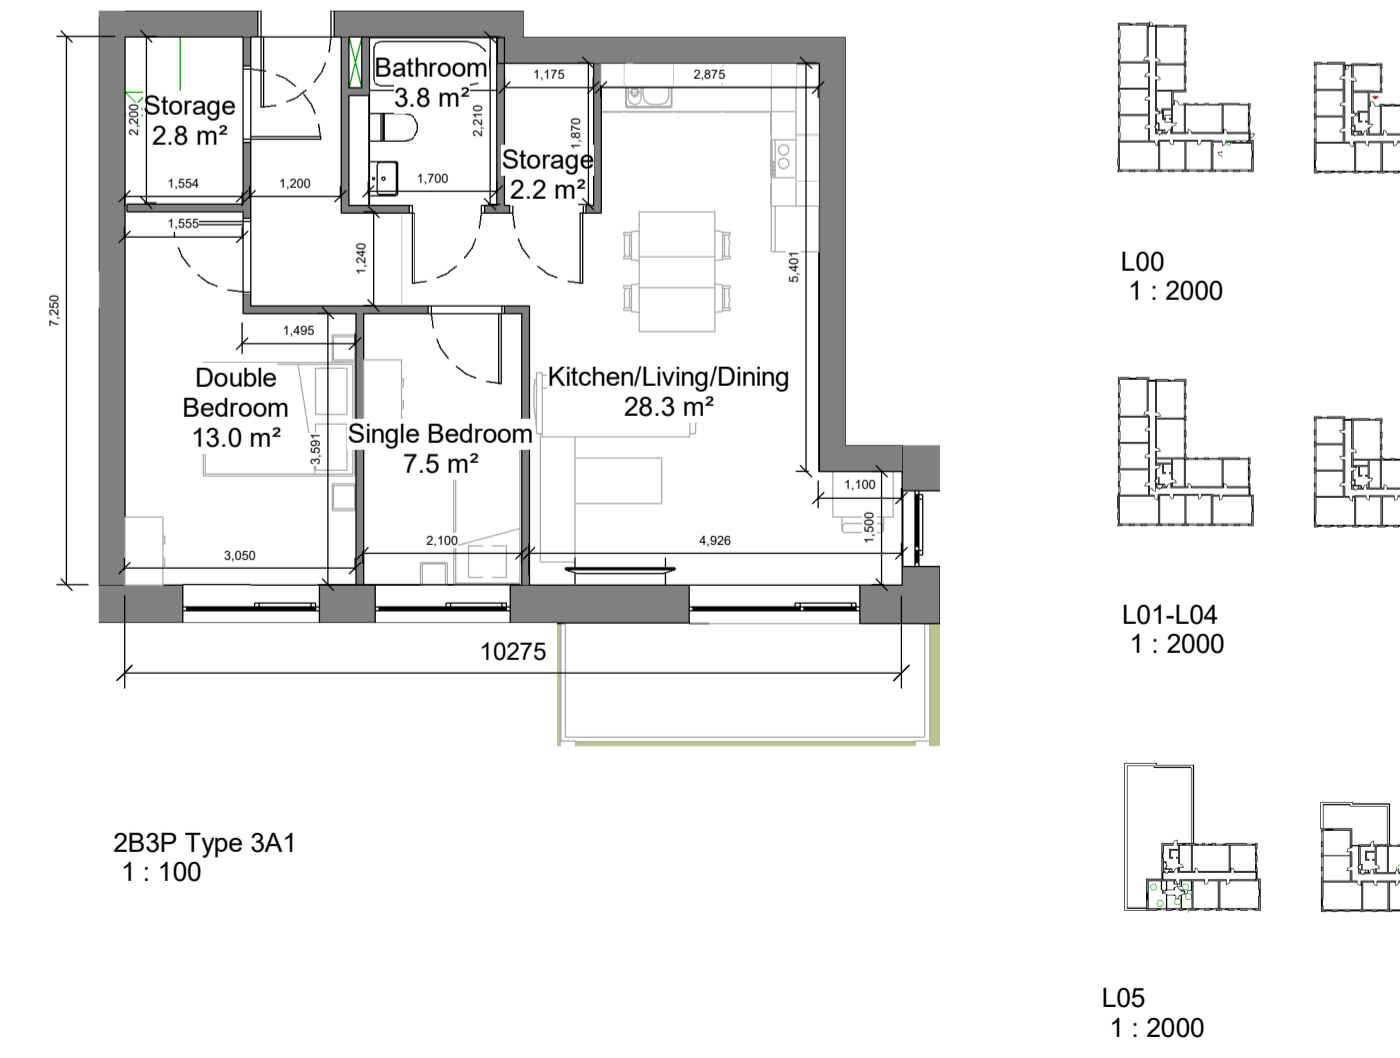 Bathroom
3.8 m²
1,175
2,875
Storage
2.8 m²
2,200
2,210
1,870
Storage
2.2 m²
1,554
1,200
1,700
1,555
1,240
5,401
7,250
1,495
Double
Bedroom
13.0 m²
3,591
Single Bedroom
7.5 m²
Kitchen/Living/Dining
28.3 m²
1,100
1,500
3,050
2,100
4,926
10275
2B3P Type 3A1
1 : 100
L00
1 : 2000
L01-L04
1 : 2000
L05
1 : 2000